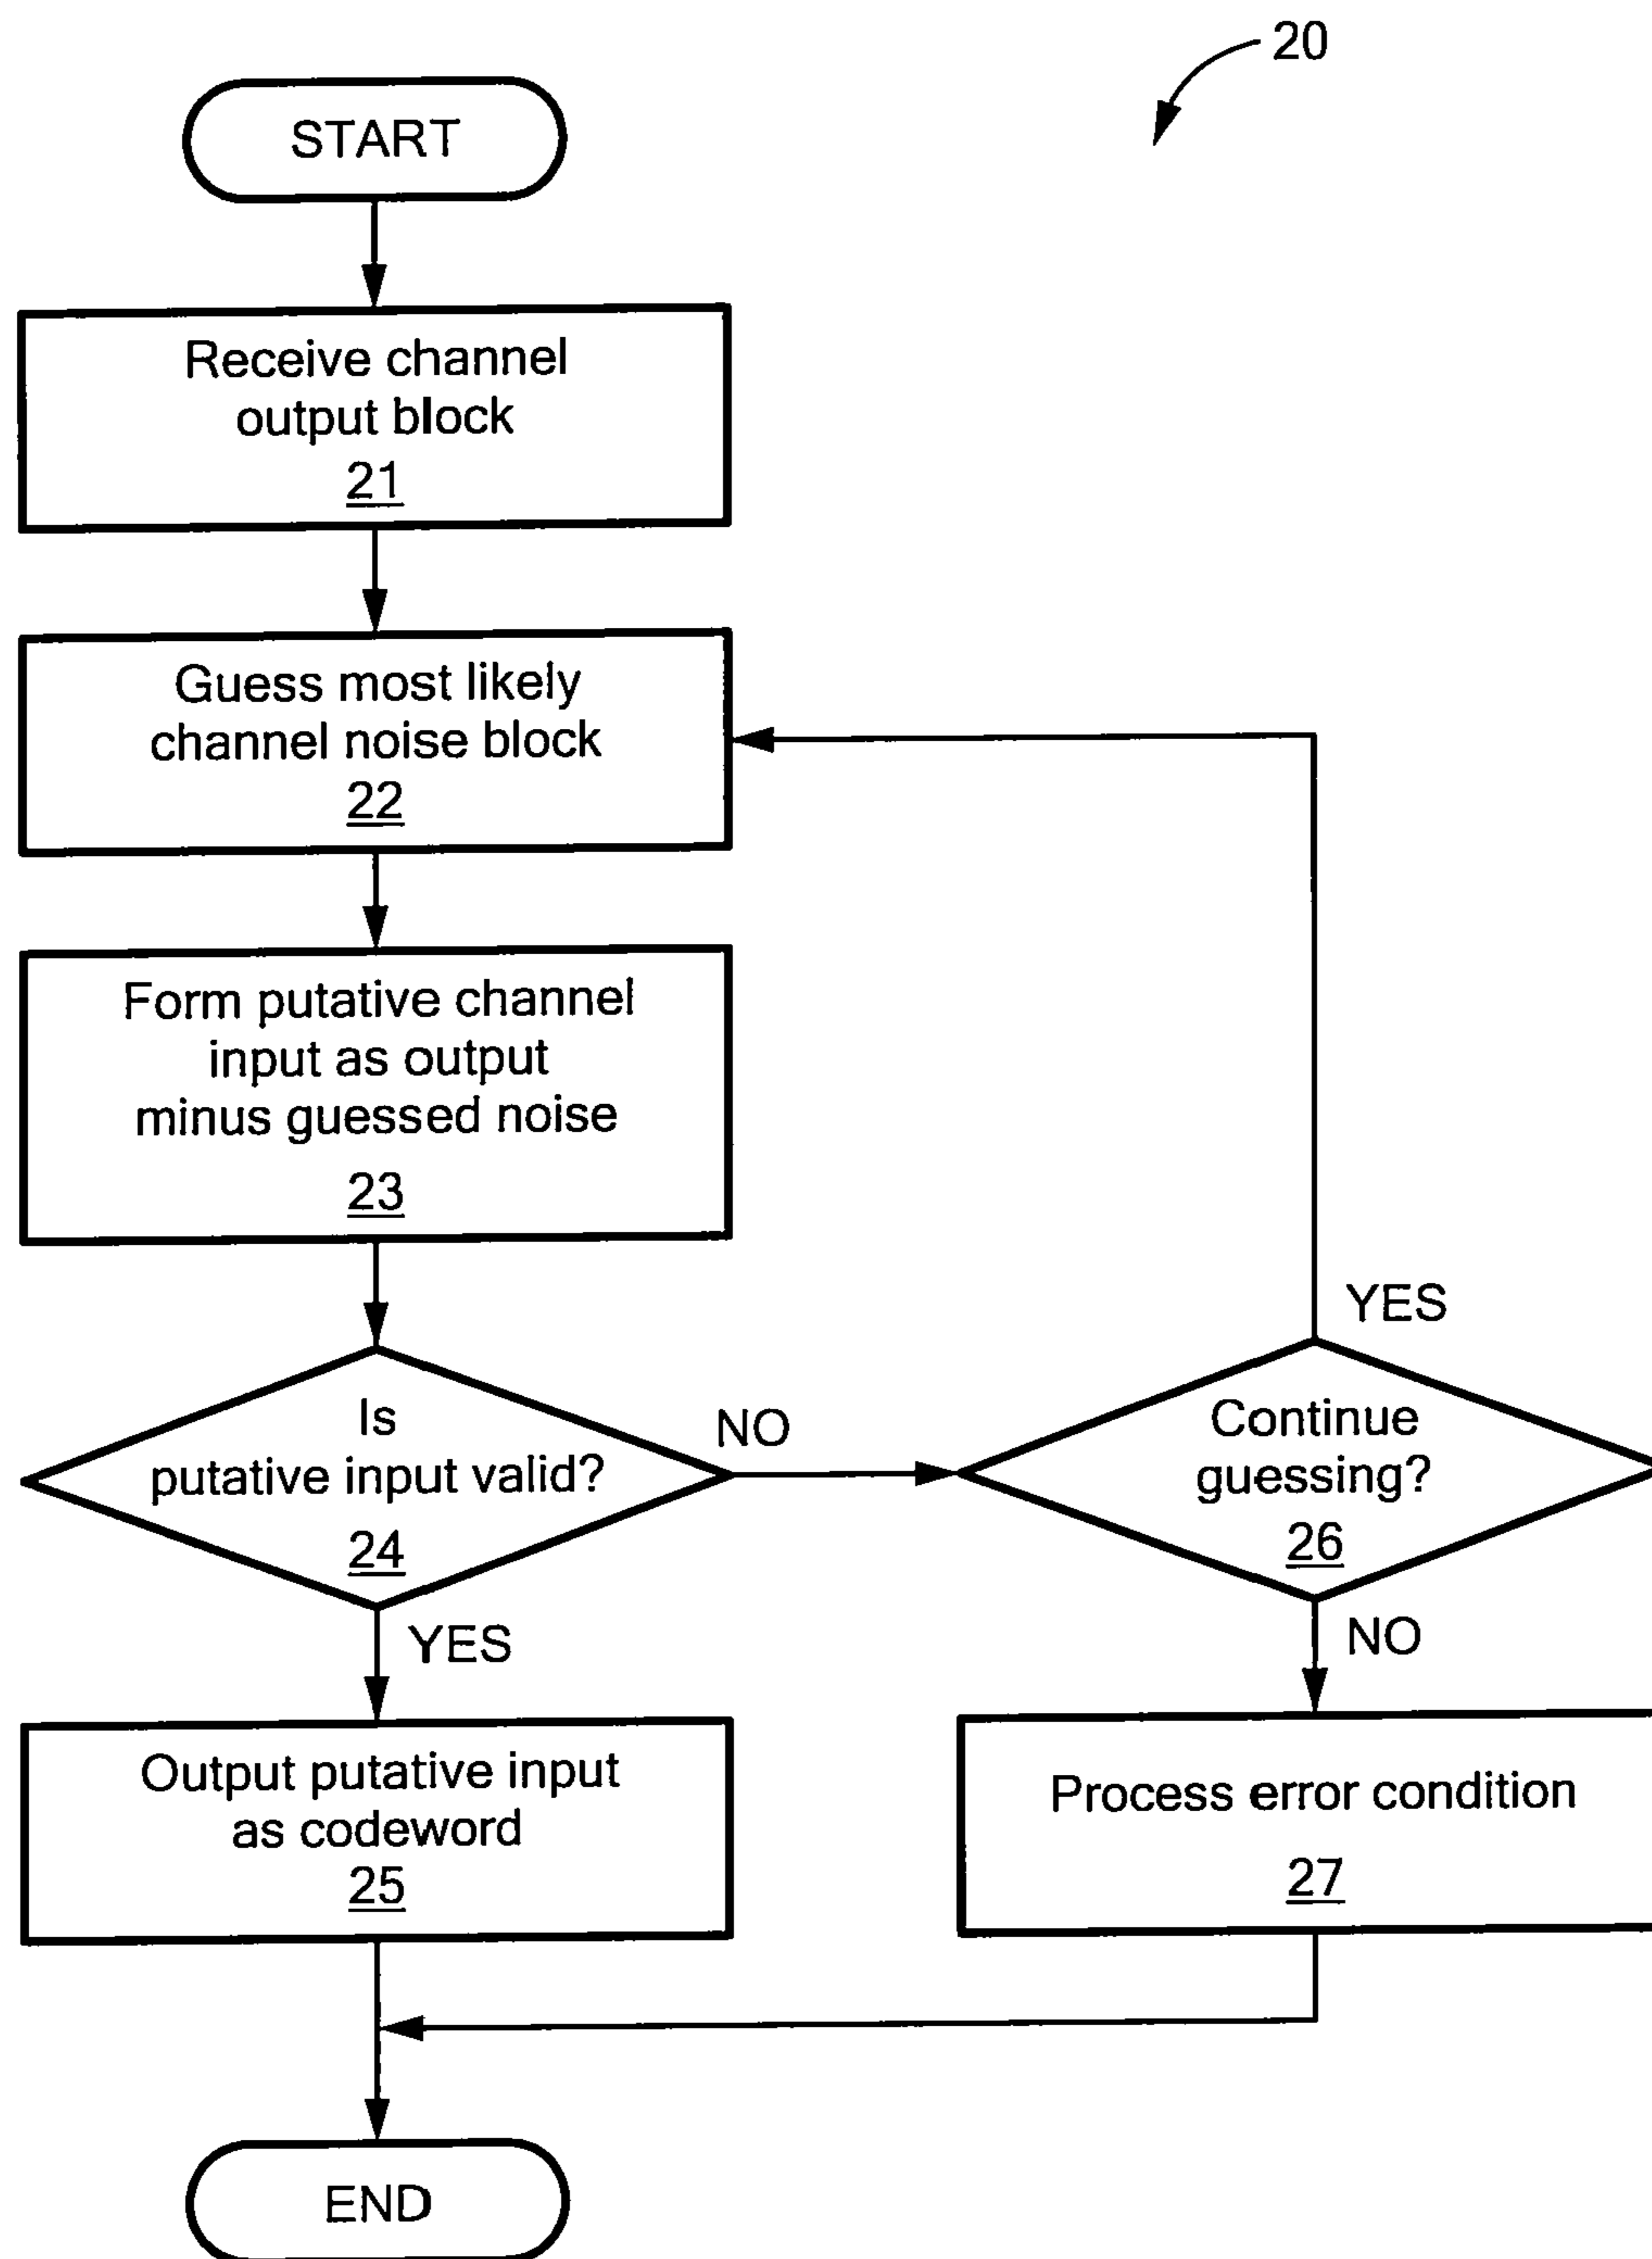 20
START
Receive channel
output block
21
Guess most likely
channel noise block
22
Form putative channel
input as output
minus guessed noise
23
Is
putative input valid?
24
NO
YES
Continue
guessing?
26
YES
NO
Output putative input
as codeword
25
Process error condition
27
END